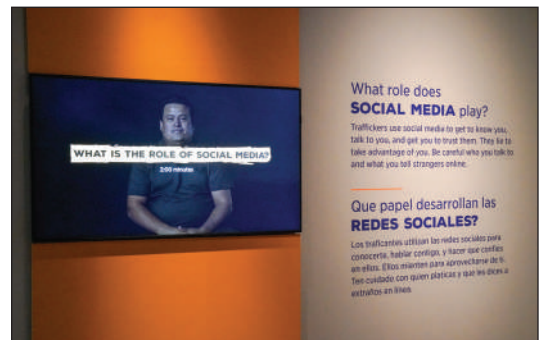 WHAT IS THE ROLE OF SOCIAL MEDIA?
2:00 minutes
What role does
SOCIAL MEDIA play?
Traffickers use social media to get to know you,
talk to you, and get you to trust them. They lie to
take advantage of you. Be careful who you talk to
and what you tell strangers online.
Que papel desarrollan las
REDES SOCIALES?
Los traficantes utilizan las redes sociales para
conocerte, hablar contigo, y hacer que confíes
en ellos. Ellos mienten para aprovecharse de ti.
Ten cuidado con quien platicas y que les dices a
extraños en línea